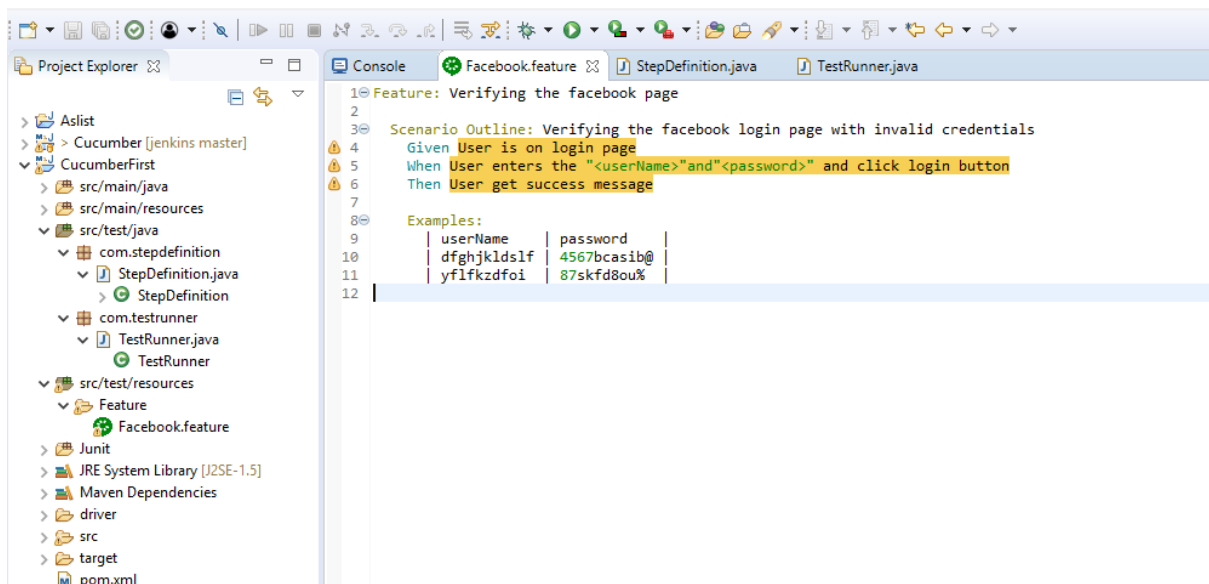 Project Explorer
Aslist
> Cucumber [jenkins master]
CucumberFirst
src/main/java
src/main/resources
src/test/java
com.stepdefinition
StepDefinition.java
StepDefinition
com.testrunner
TestRunner.java
TestRunner
src/test/resources
Feature
Facebook.feature
Junit
JRE System Library [J2SE-1.5]
Maven Dependencies
driver
src
target
pom.xml
Console Facebook.feature StepDefinition.java TestRunner.java
1 Feature: Verifying the facebook page
2
3 Scenario Outline: Verifying the facebook login page with invalid credentials
4 Given User is on login page
5 When User enters the "<userName>"and"<password>" and click login button
6 Then User get success message
7
8 Examples:
9 | userName | password |
10 | dfghjkldslf | 4567bcasib@ |
11 | yflfkzdfoi | 87skfd8ou% |
12